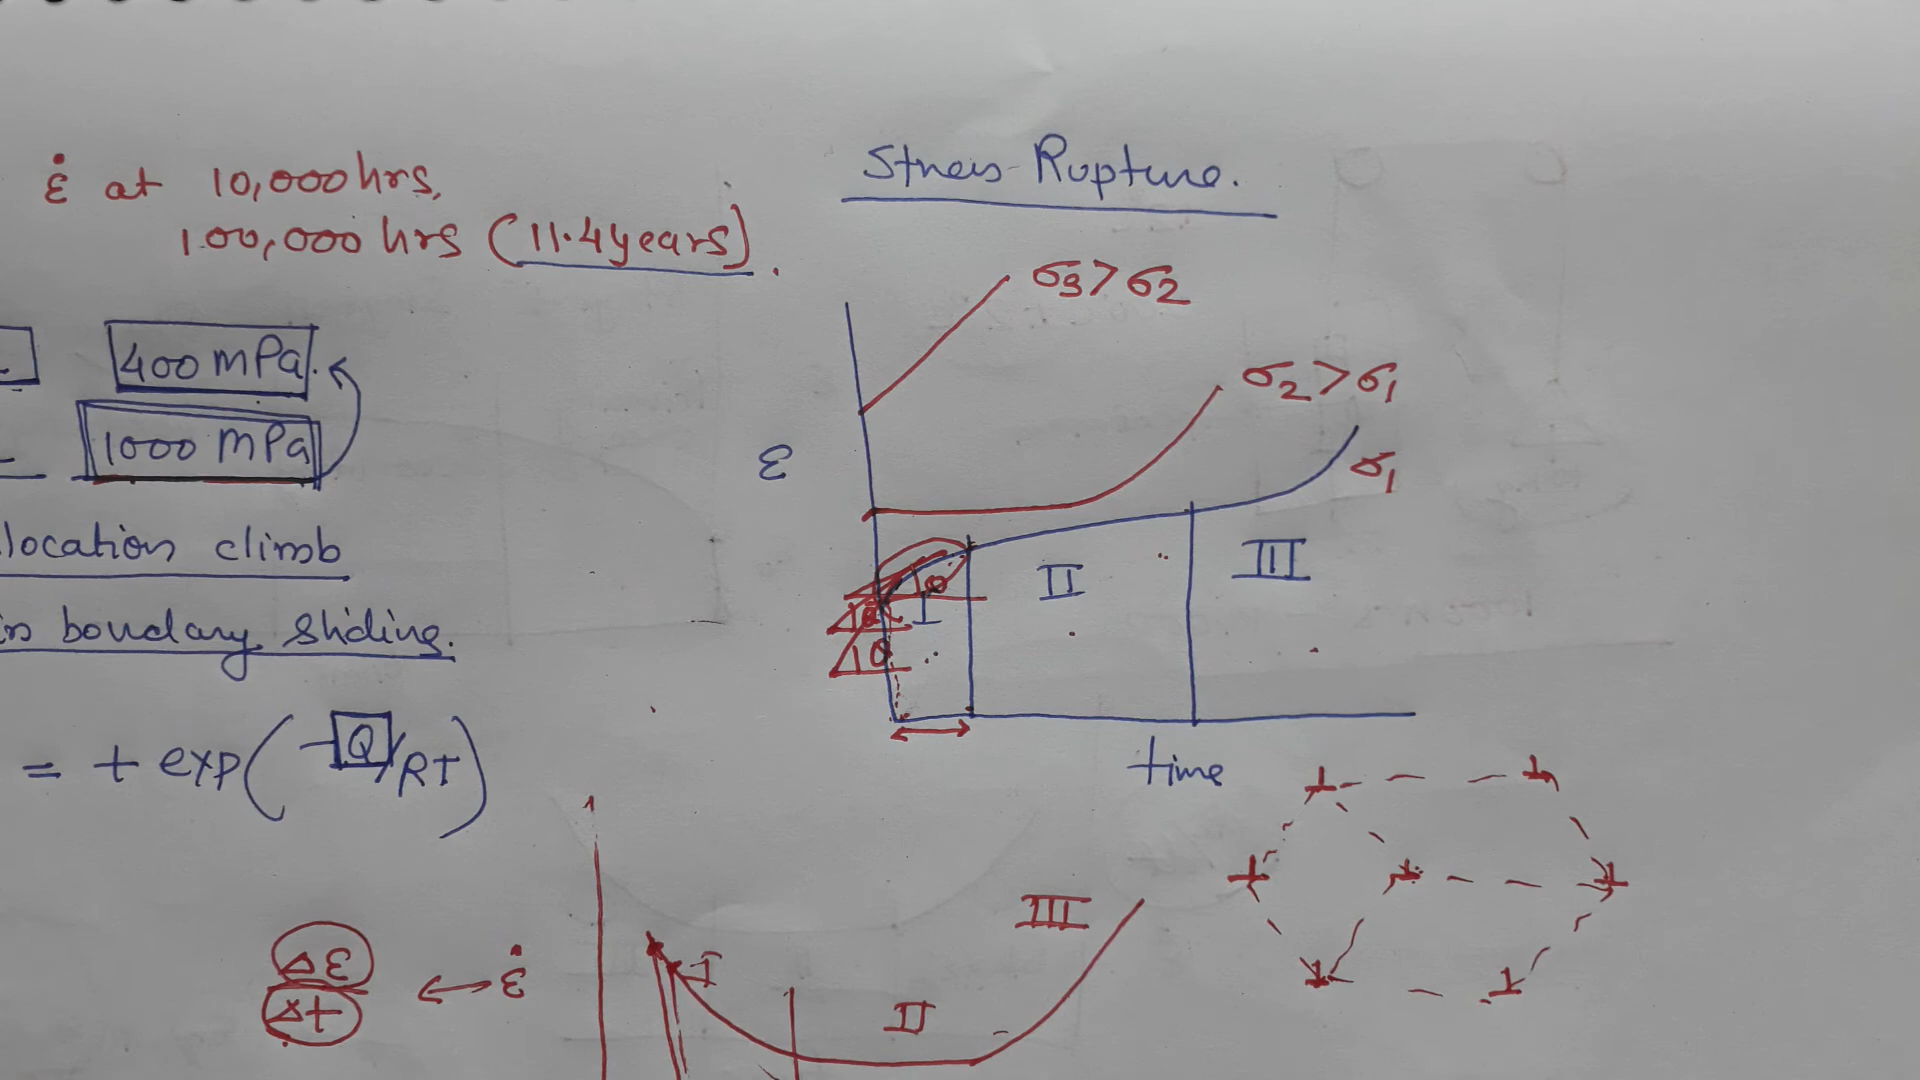 ε̇ at 10,000 hrs,
100,000 hrs (11.4 years).
400 MPa.
1000 MPa
location climb
boundary sliding.
= t exp(-Q/RT)
Δε
Δt
←→ ε̇
Stress-Rupture.
σ3 > σ2
σ2 > σ1
σ1
ε
I
II
III
θ
θ
time
I
II
III